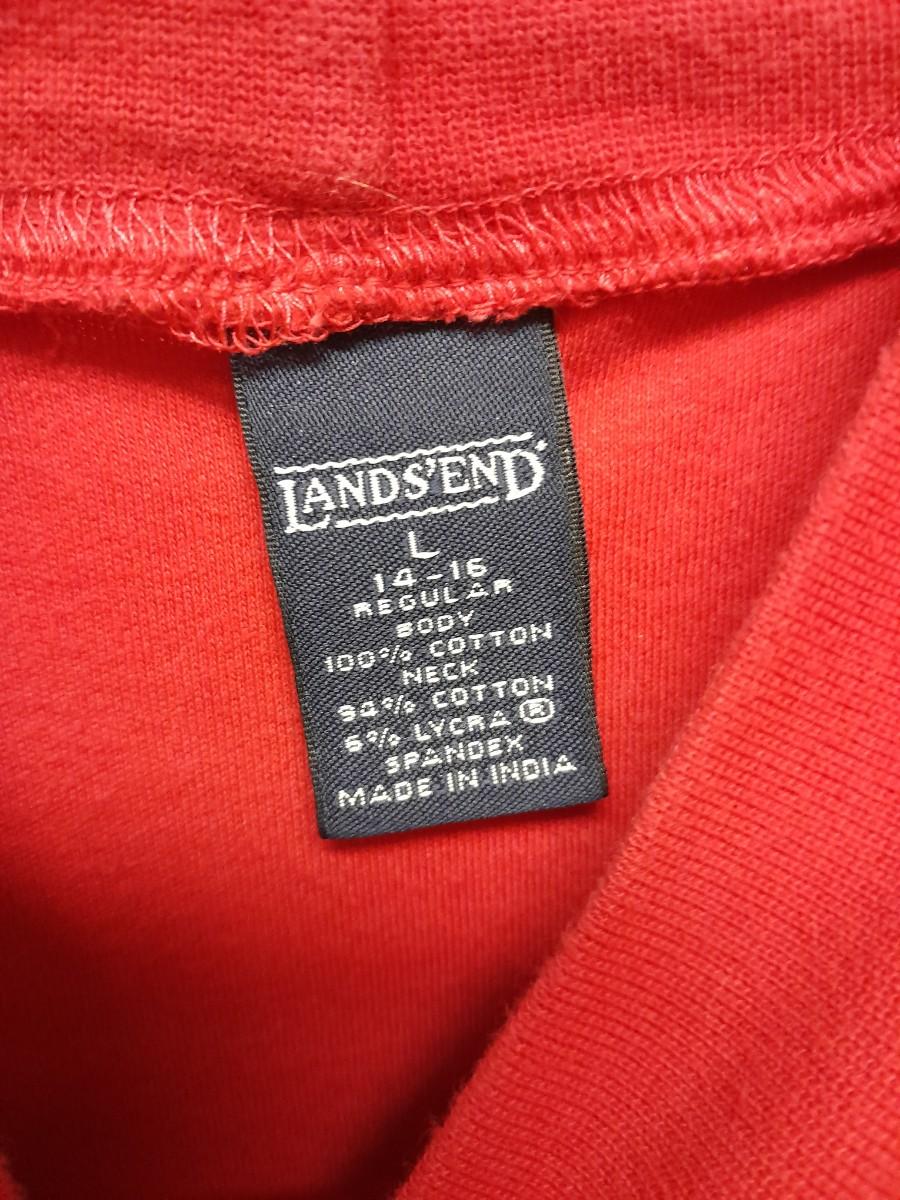 LANDS' END
L
14-16
REGULAR
BODY
100% COTTON
NECK
94% COTTON
6% LYCRA ®
SPANDEX
MADE IN INDIA